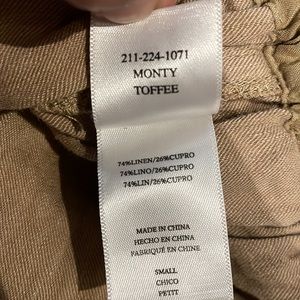 211-224-1071
MONTY
TOFFEE
74%LINEN/26%CUPRO
74%LINO/26%CUPRO
74%LIN/26%CUPRO
MADE IN CHINA
HECHO EN CHINA
FABRIQUÉ EN CHINE
SMALL
CHICO
PETIT